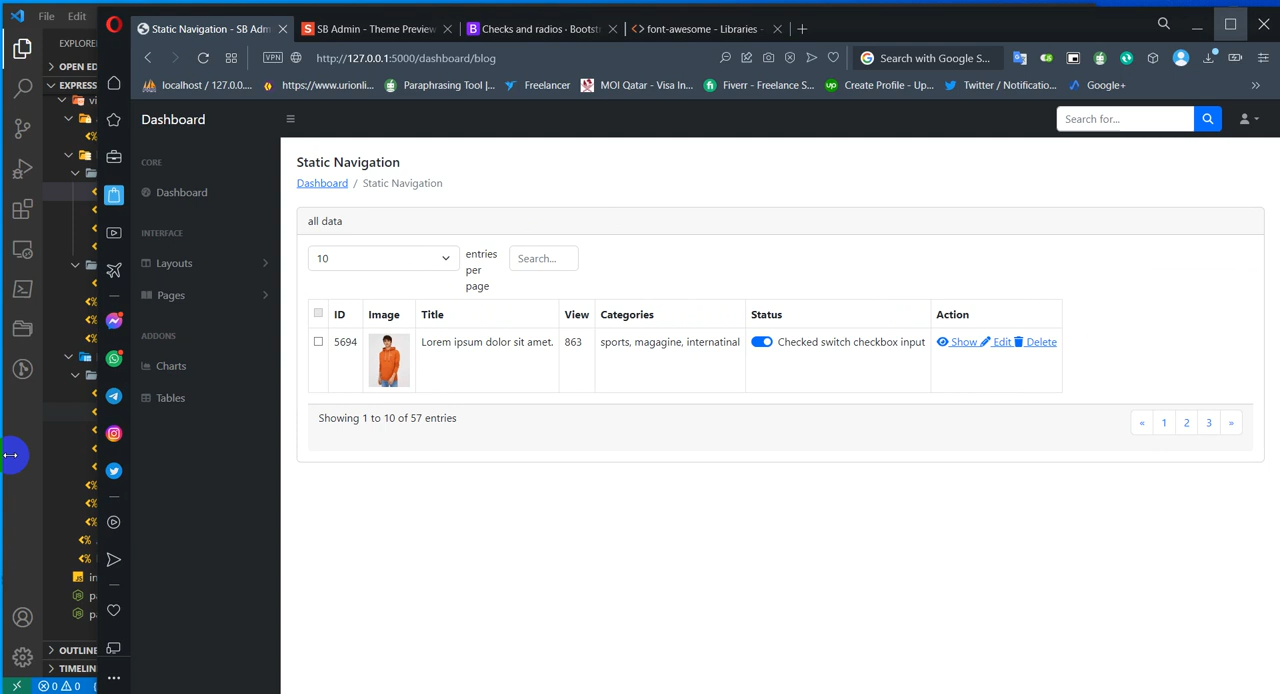 File Edit
Static Navigation - SB Adm
SB Admin - Theme Preview
Checks and radios · Bootst
font-awesome - Libraries -
EXPLORE
VPN
http://127.0.0.1:5000/dashboard/blog
Search with Google S...
OPEN ED
EXPRESS
localhost / 127.0....
https://www.urionli...
Paraphrasing Tool |...
Freelancer
MOI Qatar - Visa In...
Fiverr - Freelance S...
Create Profile - Up...
Twitter / Notificatio...
Google+
Dashboard
Search for...
CORE
Dashboard
INTERFACE
Layouts
Pages
ADDONS
Charts
Tables
Static Navigation
Dashboard / Static Navigation
all data
10
entries
per
page
Search...
ID Image Title View Categories Status Action
5694 Lorem ipsum dolor sit amet. 863 sports, magagine, internatinal Checked switch checkbox input Show Edit Delete
Showing 1 to 10 of 57 entries
« 1 2 3 »
OUTLINE
TIMELIN
0 0